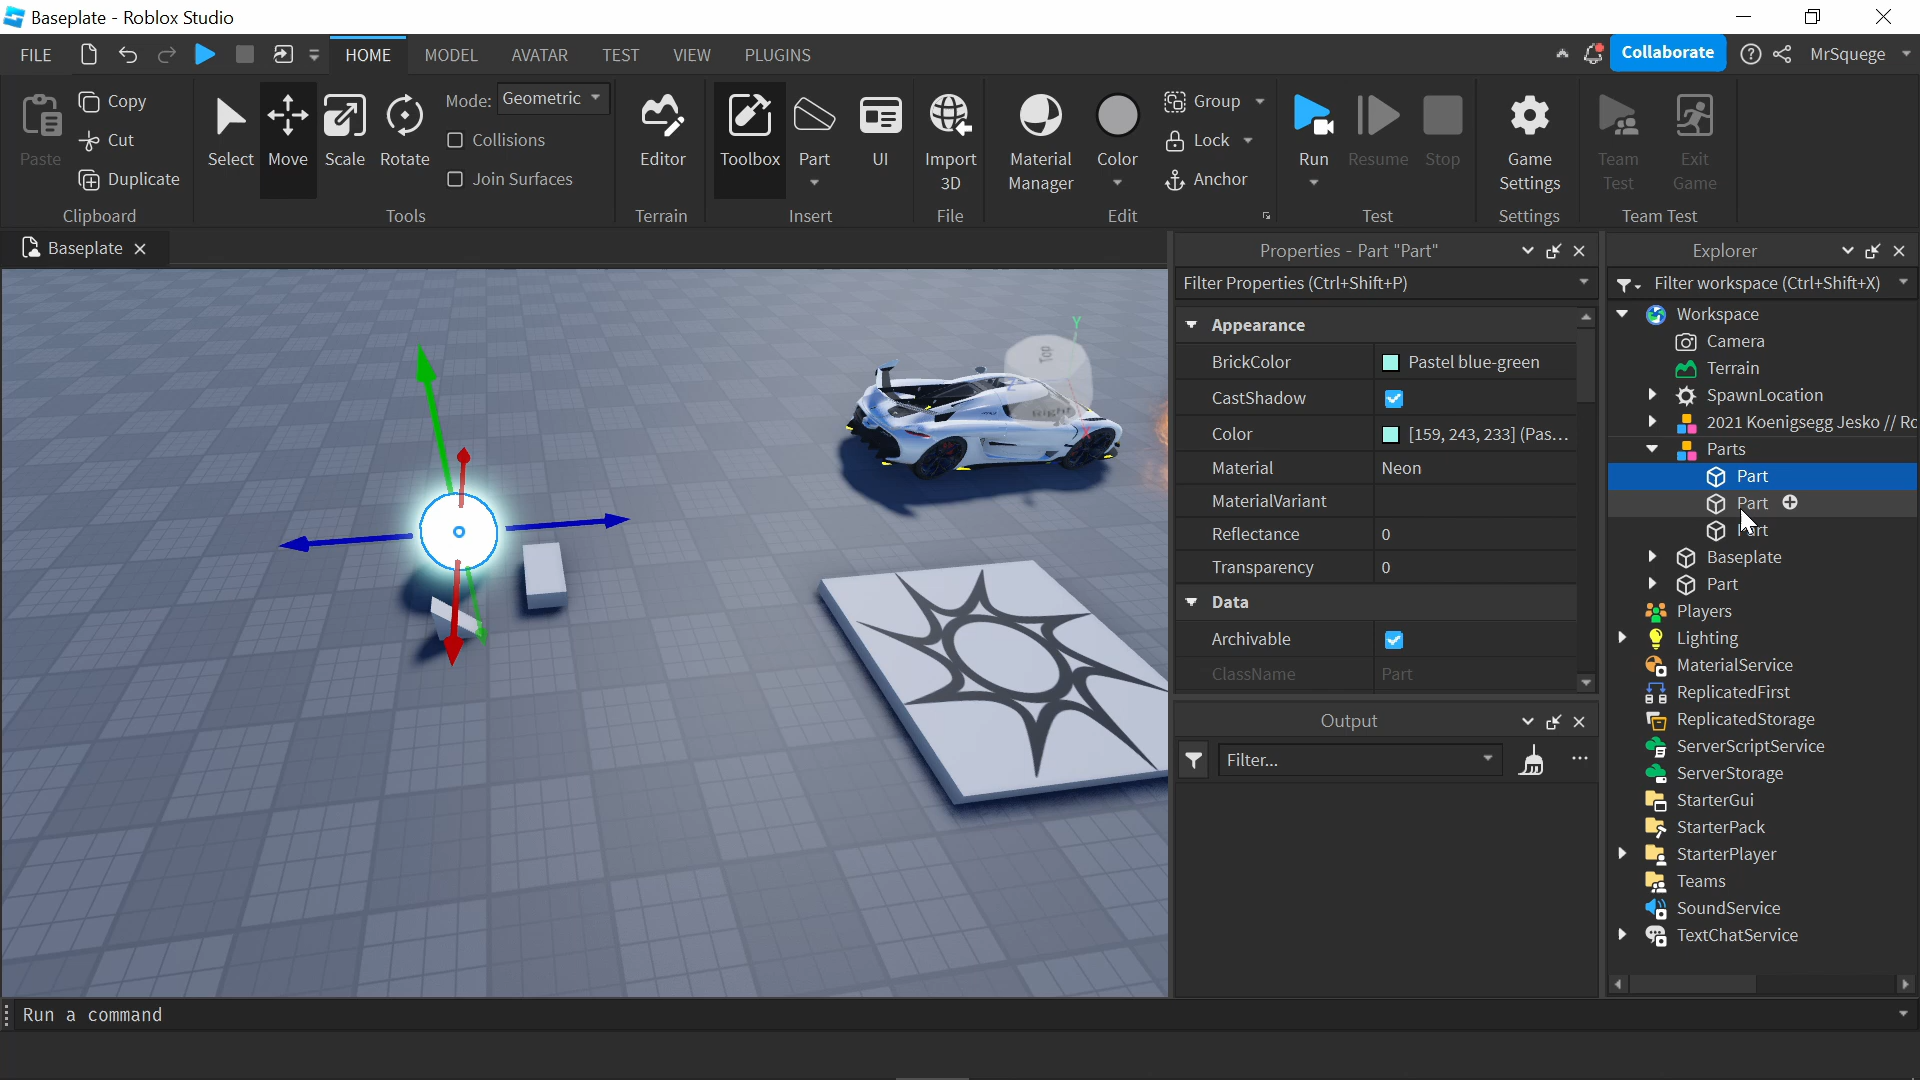 Baseplate - Roblox Studio
FILE HOME MODEL AVATAR TEST VIEW PLUGINS Collaborate MrSquege
Paste Copy Cut Duplicate
Clipboard
Select Move Scale Rotate
Mode: Geometric
Collisions
Join Surfaces
Tools
Editor
Terrain
Toolbox Part UI
Insert
Import 3D
File
Material Manager
Color
Group
Lock
Anchor
Edit
Run Resume Stop
Test
Game Settings
Settings
Team Test
Exit Game
Team Test
Baseplate
Top
Right
Y
X
Properties - Part "Part"
Filter Properties (Ctrl+Shift+P)
Appearance
BrickColor Pastel blue-green
CastShadow
Color [159, 243, 233] (Pas...
Material Neon
MaterialVariant
Reflectance 0
Transparency 0
Data
Archivable
ClassName Part
Output
Filter...
Explorer
Filter workspace (Ctrl+Shift+X)
Workspace
Camera
Terrain
SpawnLocation
2021 Koenigsegg Jesko // Ro
Parts
Part
Part
Part
Baseplate
Part
Players
Lighting
MaterialService
ReplicatedFirst
ReplicatedStorage
ServerScriptService
ServerStorage
StarterGui
StarterPack
StarterPlayer
Teams
SoundService
TextChatService
Run a command